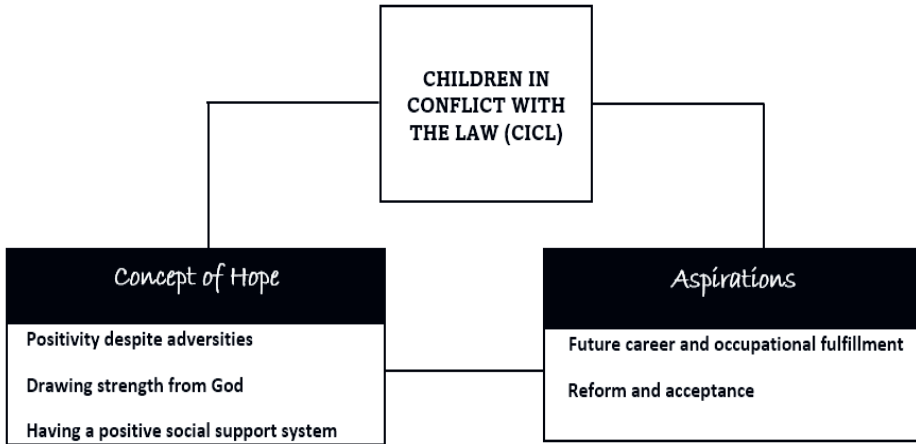 CHILDREN IN
CONFLICT WITH
THE LAW (CICL)
Concept of Hope
Positivity despite adversities
Drawing strength from God
Having a positive social support system
Aspirations
Future career and occupational fulfillment
Reform and acceptance